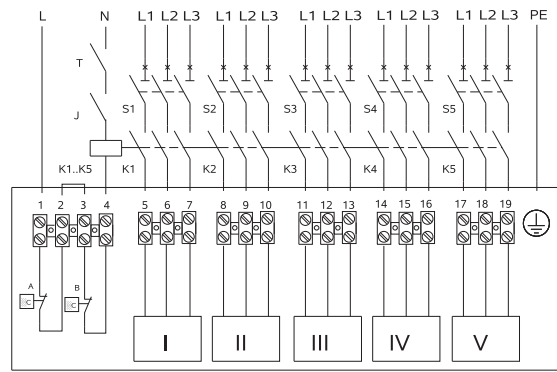 L N L1 L2 L3 L1 L2 L3 L1 L2 L3 L1 L2 L3 L1 L2 L3 PE
T
S1 S2 S3 S4 S5
J
K1..K5 K1 K2 K3 K4 K5
1 2 3 4 5 6 7 8 9 10 11 12 13 14 15 16 17 18 19
A B
C C
I II III IV V